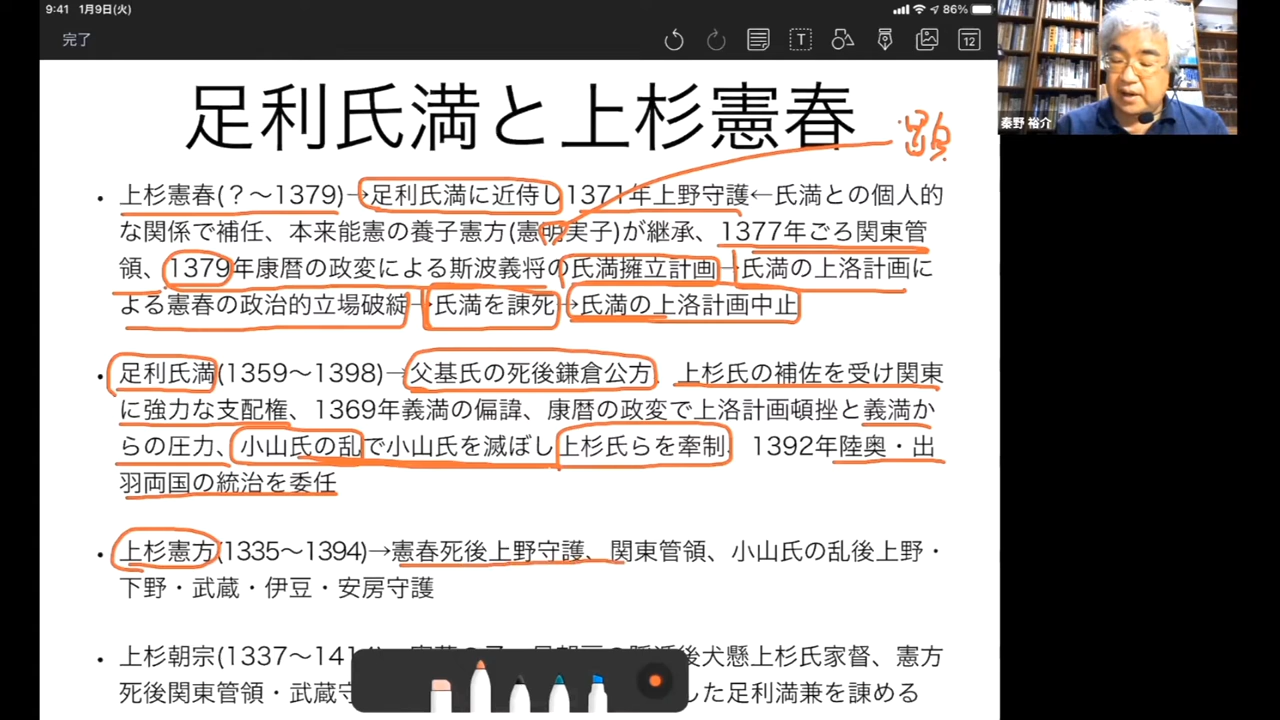 9:41 1月9日(火)
86%
完了
T
12
足利氏満と上杉憲春
秦野 裕介
• 上杉憲春(？〜1379)→足利氏満に近侍し1371年上野守護←氏満との個人的
な関係で補任、本来能憲の養子憲方(憲明実子)が継承、1377年ごろ関東管
領、1379年康暦の政変による斯波義将の氏満擁立計画→氏満の上洛計画に
よる憲春の政治的立場破綻→氏満を諌死→氏満の上洛計画中止
• 足利氏満(1359〜1398)→父基氏の死後鎌倉公方、上杉氏の補佐を受け関東
に強力な支配権、1369年義満の偏諱、康暦の政変で上洛計画頓挫と義満か
らの圧力、小山氏の乱で小山氏を滅ぼし上杉氏らを牽制、1392年陸奥・出
羽両国の統治を委任
• 上杉憲方(1335〜1394)→憲春死後上野守護、関東管領、小山氏の乱後上野・
下野・武蔵・伊豆・安房守護
• 上杉朝宗(1337〜141
後犬懸上杉氏家督、憲方
死後関東管領・武蔵守
した足利満兼を諌める